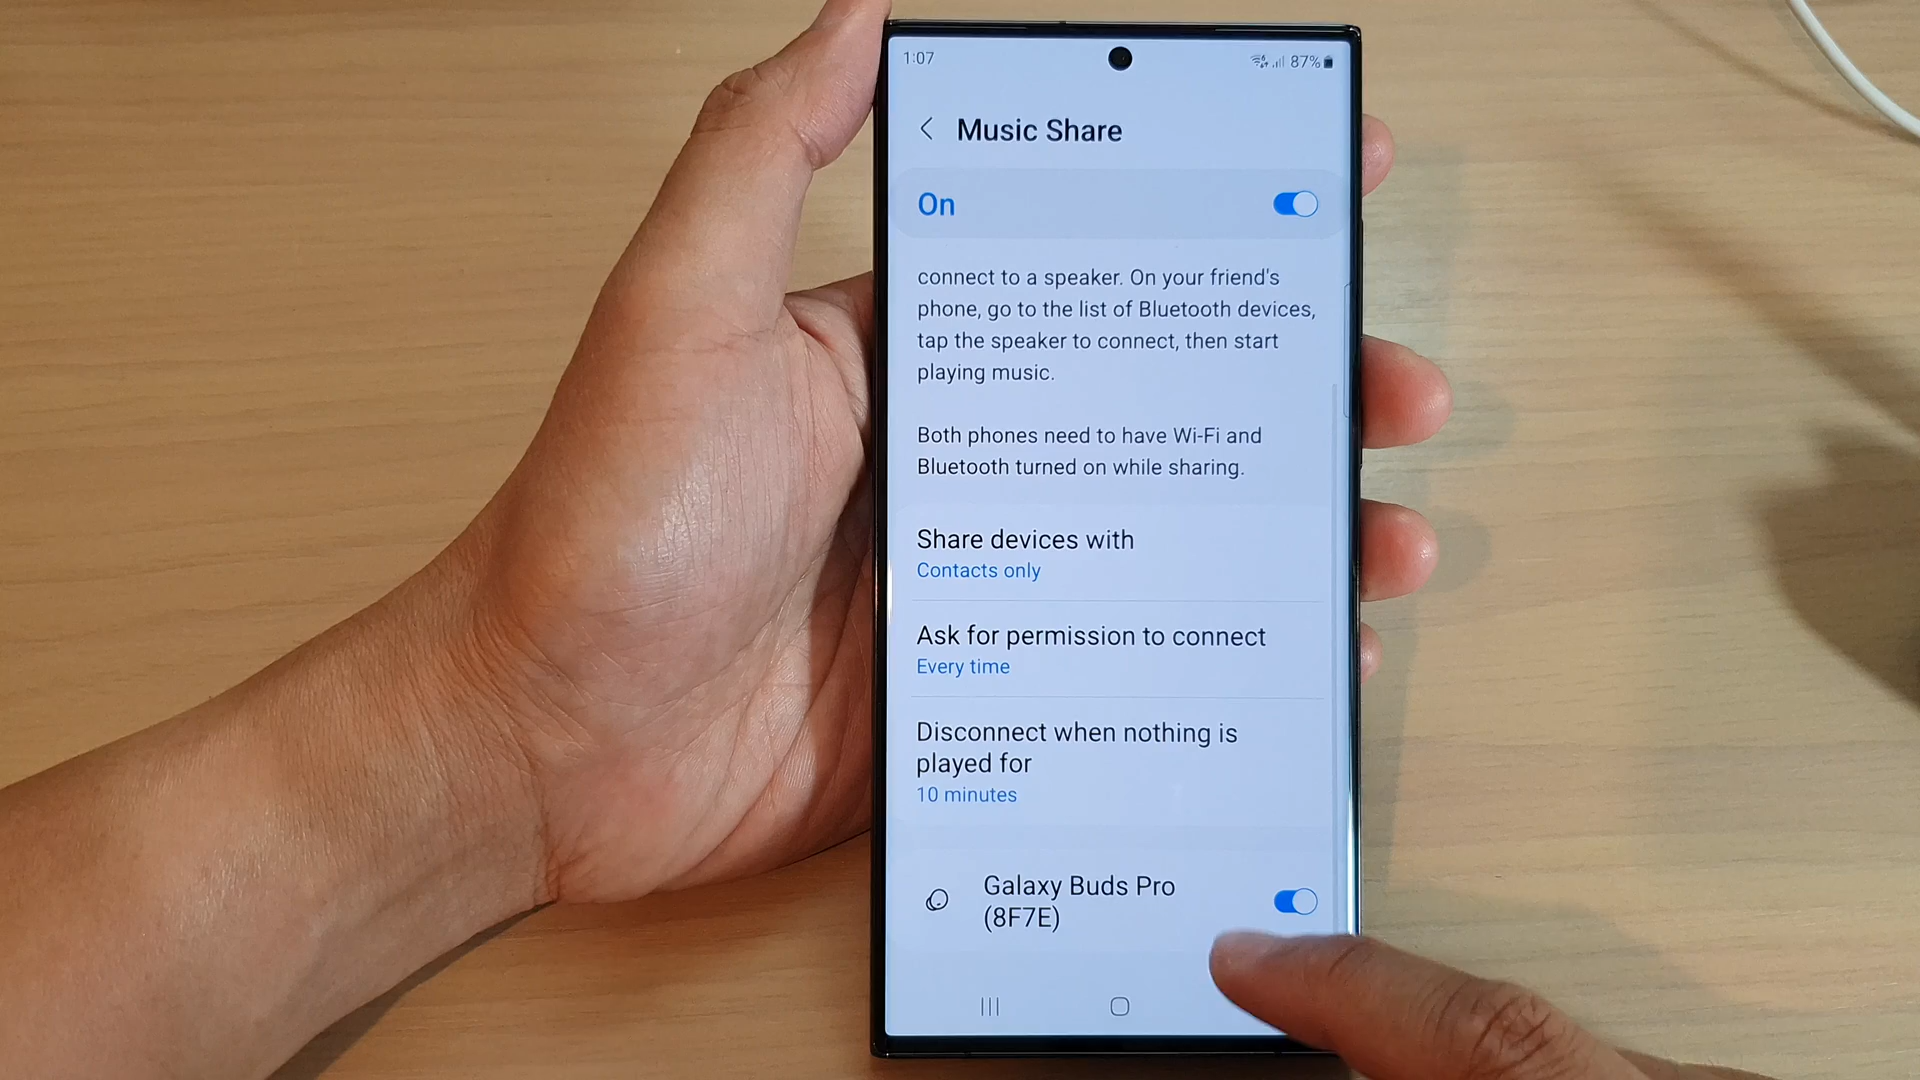 1:07
87%
Music Share
On
connect to a speaker. On your friend's
phone, go to the list of Bluetooth devices,
tap the speaker to connect, then start
playing music.
Both phones need to have Wi-Fi and
Bluetooth turned on while sharing.
Share devices with
Contacts only
Ask for permission to connect
Every time
Disconnect when nothing is
played for
10 minutes
Galaxy Buds Pro
(8F7E)